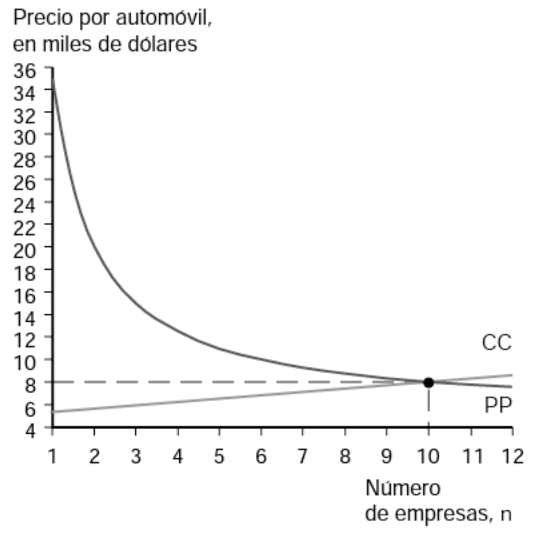 Precio por automóvil,
en miles de dólares
36
34
32
30
28
26
24
22
20
18
16
14
12
10
8
6
4
CC
PP
1 2 3 4 5 6 7 8 9 10 11 12
Número
de empresas, n